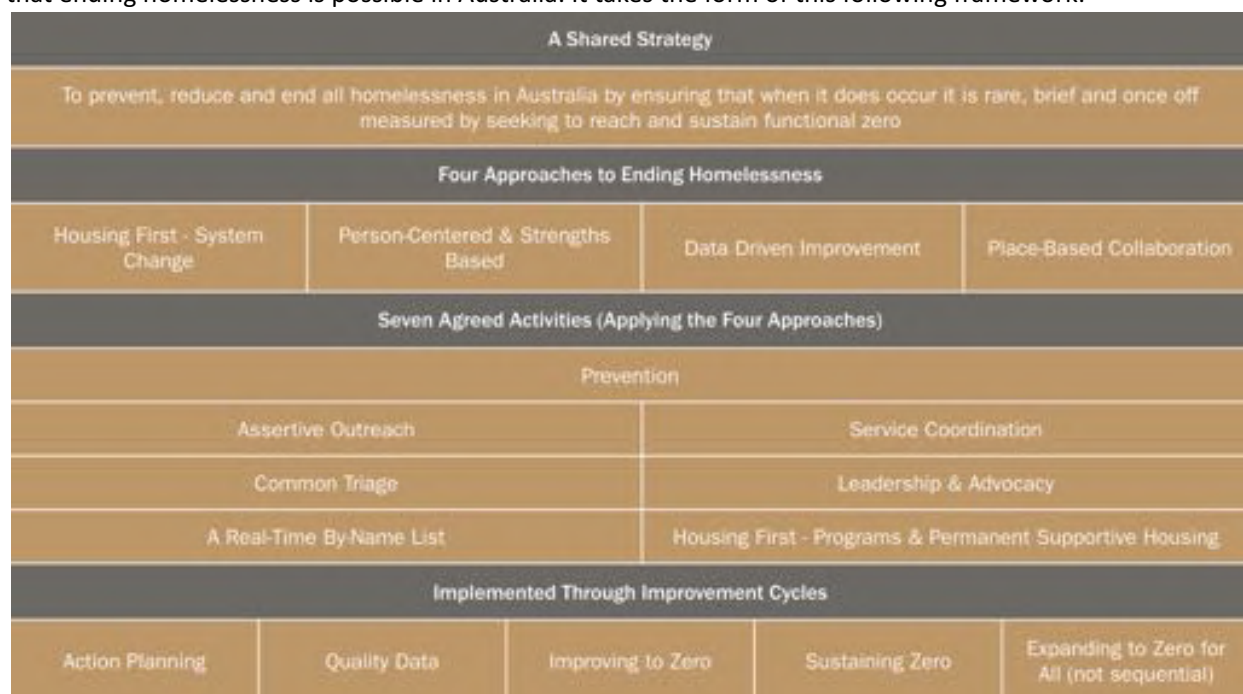 that ending homelessness is possible in Australia. It takes the form of this following framework:
A Shared Strategy
To prevent, reduce and end all homelessness in Australia by ensuring that when it does occur it is rare, brief and once off
measured by seeking to reach and sustain functional zero
Four Approaches to Ending Homelessness
Housing First - System
Change
Person-Centered & Strengths
Based
Data Driven Improvement
Place-Based Collaboration
Seven Agreed Activities (Applying the Four Approaches)
Prevention
Assertive Outreach
Service Coordination
Common Triage
Leadership & Advocacy
A Real-Time By-Name List
Housing First - Programs & Permanent Supportive Housing
Implemented Through Improvement Cycles
Action Planning
Quality Data
Improving to Zero
Sustaining Zero
Expanding to Zero for
All (not sequential)